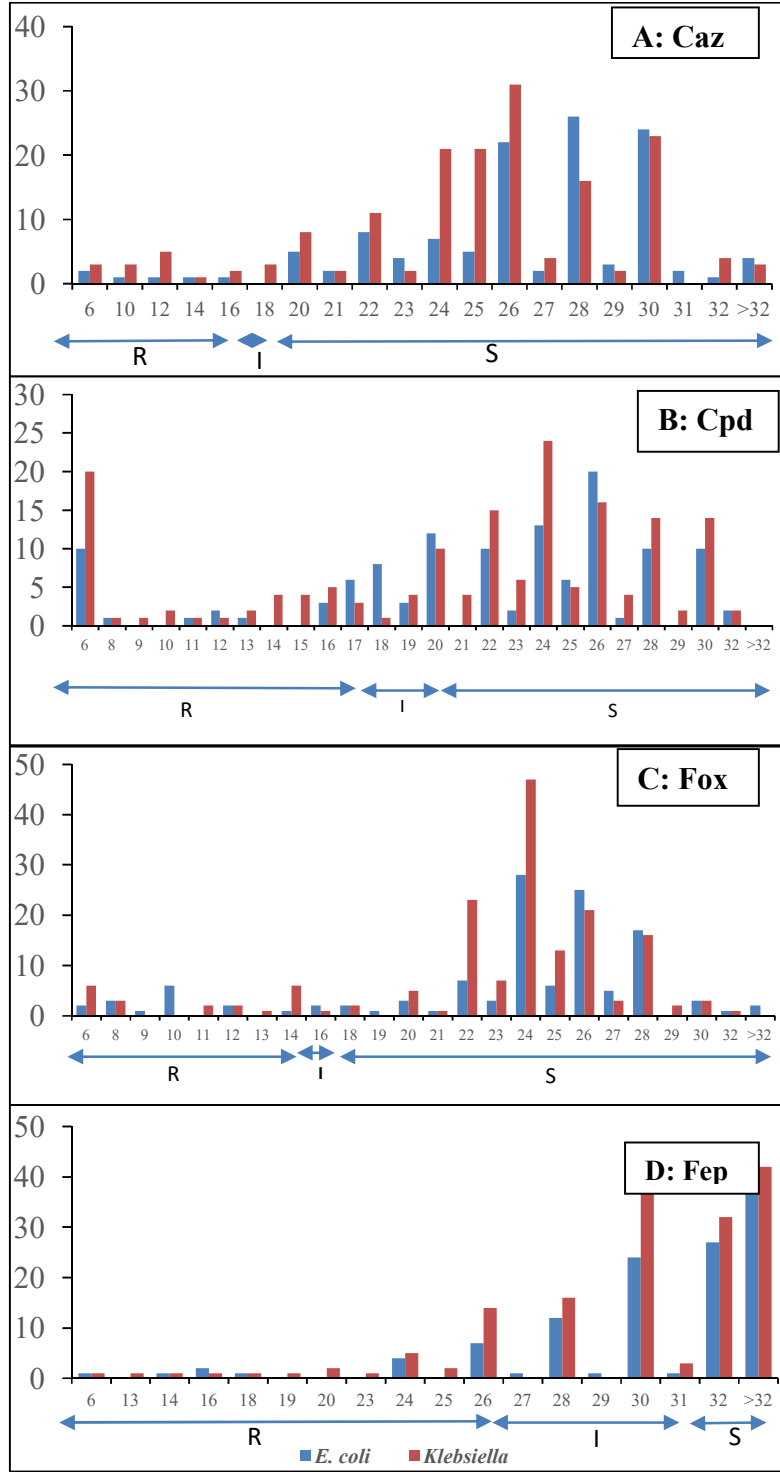 A: Caz
40
30
20
10
0
6 10 12 14 16 18 20 21 22 23 24 25 26 27 28 29 30 31 32 >32
R I S
B: Cpd
30
25
20
15
10
5
0
6 8 9 10 11 12 13 14 15 16 17 18 19 20 21 22 23 24 25 26 27 28 29 30 32 >32
R I S
C: Fox
50
40
30
20
10
0
6 8 9 10 11 12 13 14 16 18 19 20 21 22 23 24 25 26 27 28 29 30 32 >32
R I S
D: Fep
50
40
30
20
10
0
6 13 14 16 18 19 20 23 24 25 26 27 28 29 30 31 32 >32
R I S
E. coli Klebsiella